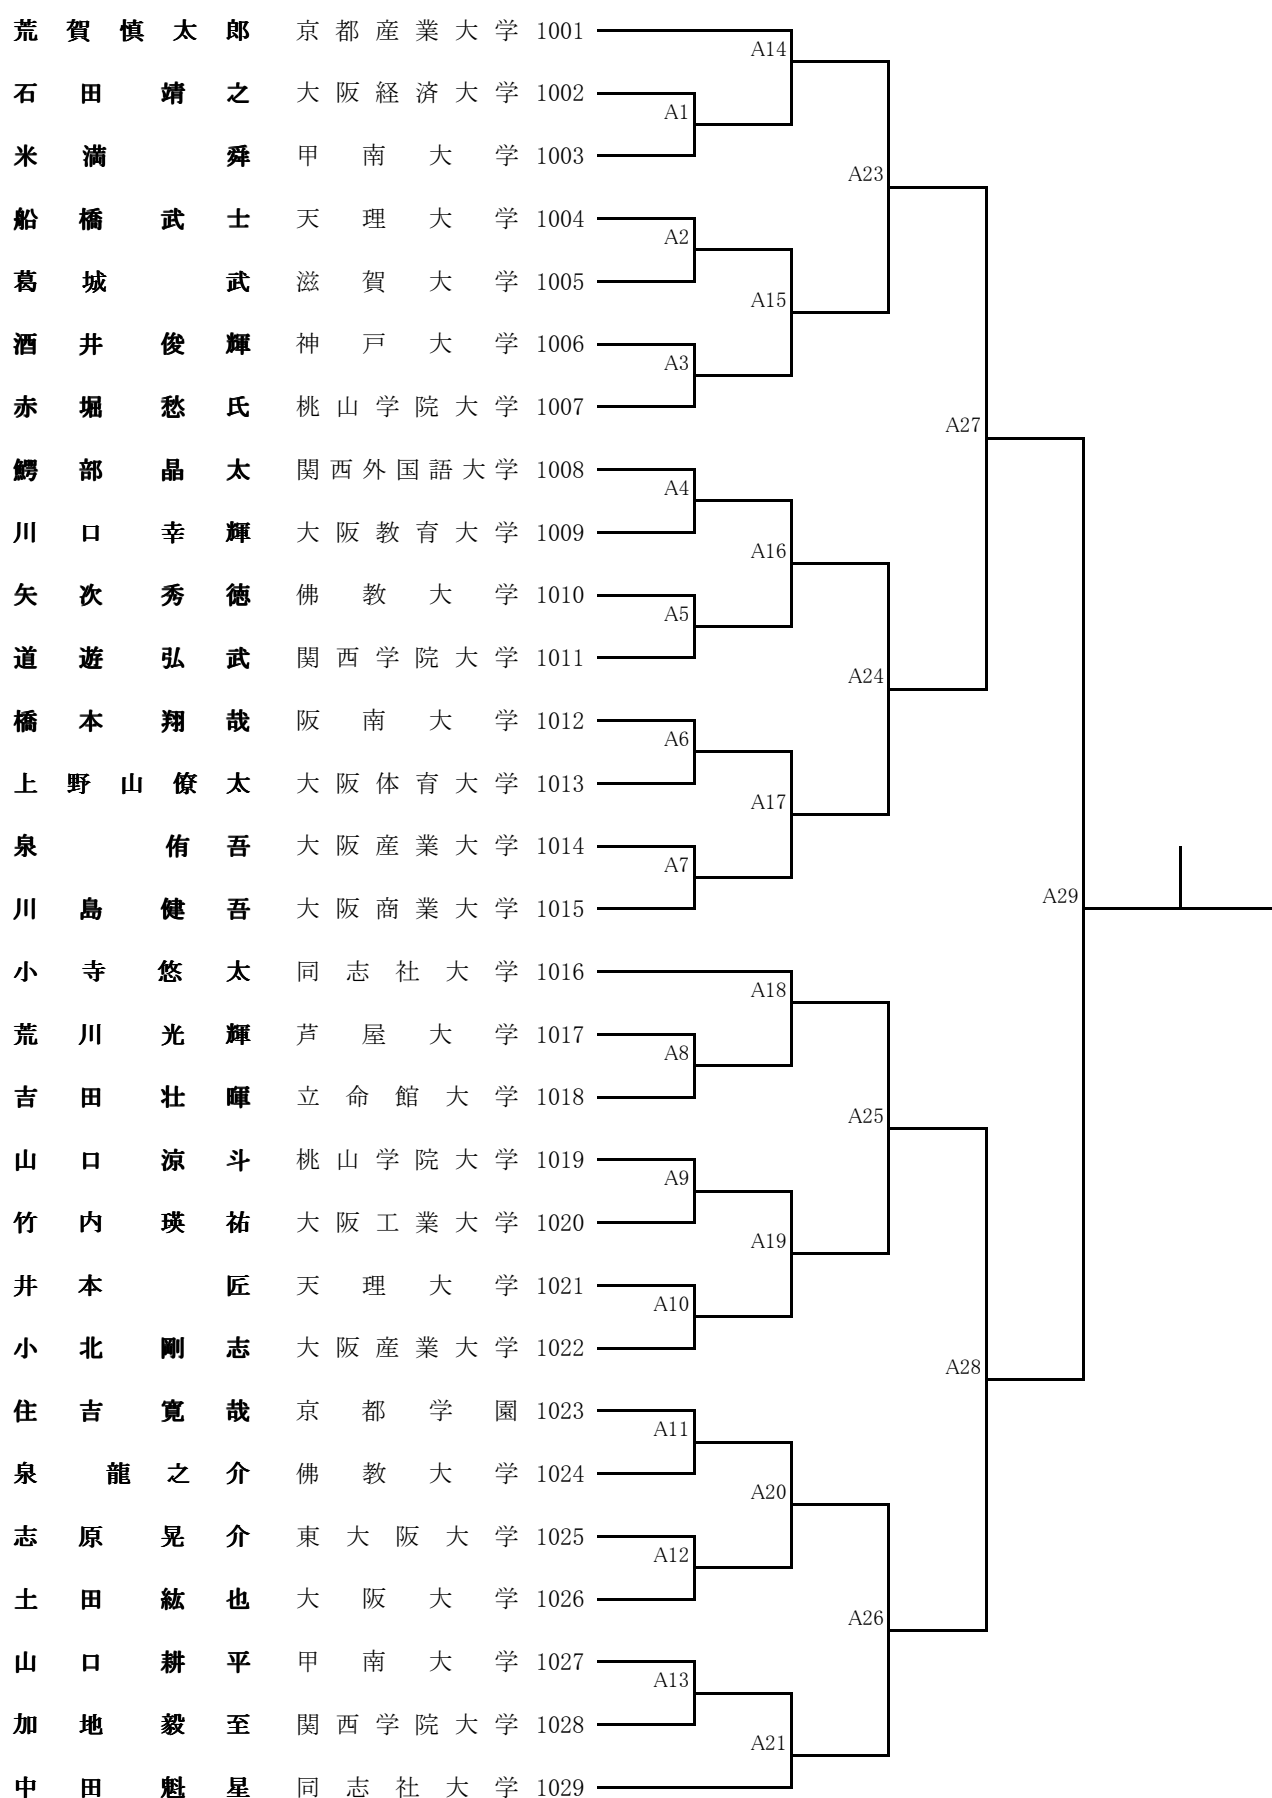 荒賀慎太郎 京都産業大学 1001
A14
石田靖之 大阪経済大学 1002
A1
米満舜 甲南大学 1003
A23
船橋武士 天理大学 1004
A2
葛城武 滋賀大学 1005
A15
酒井俊輝 神戸大学 1006
A3
赤堀愁氏 桃山学院大学 1007
A27
鰐部晶太 関西外国語大学 1008
A4
川口幸輝 大阪教育大学 1009
A16
矢次秀徳 佛教大学 1010
A5
道遊弘武 関西学院大学 1011
A24
橋本翔哉 阪南大学 1012
A6
上野山僚太 大阪体育大学 1013
A17
泉侑吾 大阪産業大学 1014
A7
川島健吾 大阪商業大学 1015
A29
小寺悠太 同志社大学 1016
A18
荒川光輝 芦屋大学 1017
A8
吉田壮暉 立命館大学 1018
A25
山口涼斗 桃山学院大学 1019
A9
竹内瑛祐 大阪工業大学 1020
A19
井本匠 天理大学 1021
A10
小北剛志 大阪産業大学 1022
A28
住吉寛哉 京都学園 1023
A11
泉龍之介 佛教大学 1024
A20
志原晃介 東大阪大学 1025
A12
土田紘也 大阪大学 1026
A26
山口耕平 甲南大学 1027
A13
加地毅至 関西学院大学 1028
A21
中田魁星 同志社大学 1029